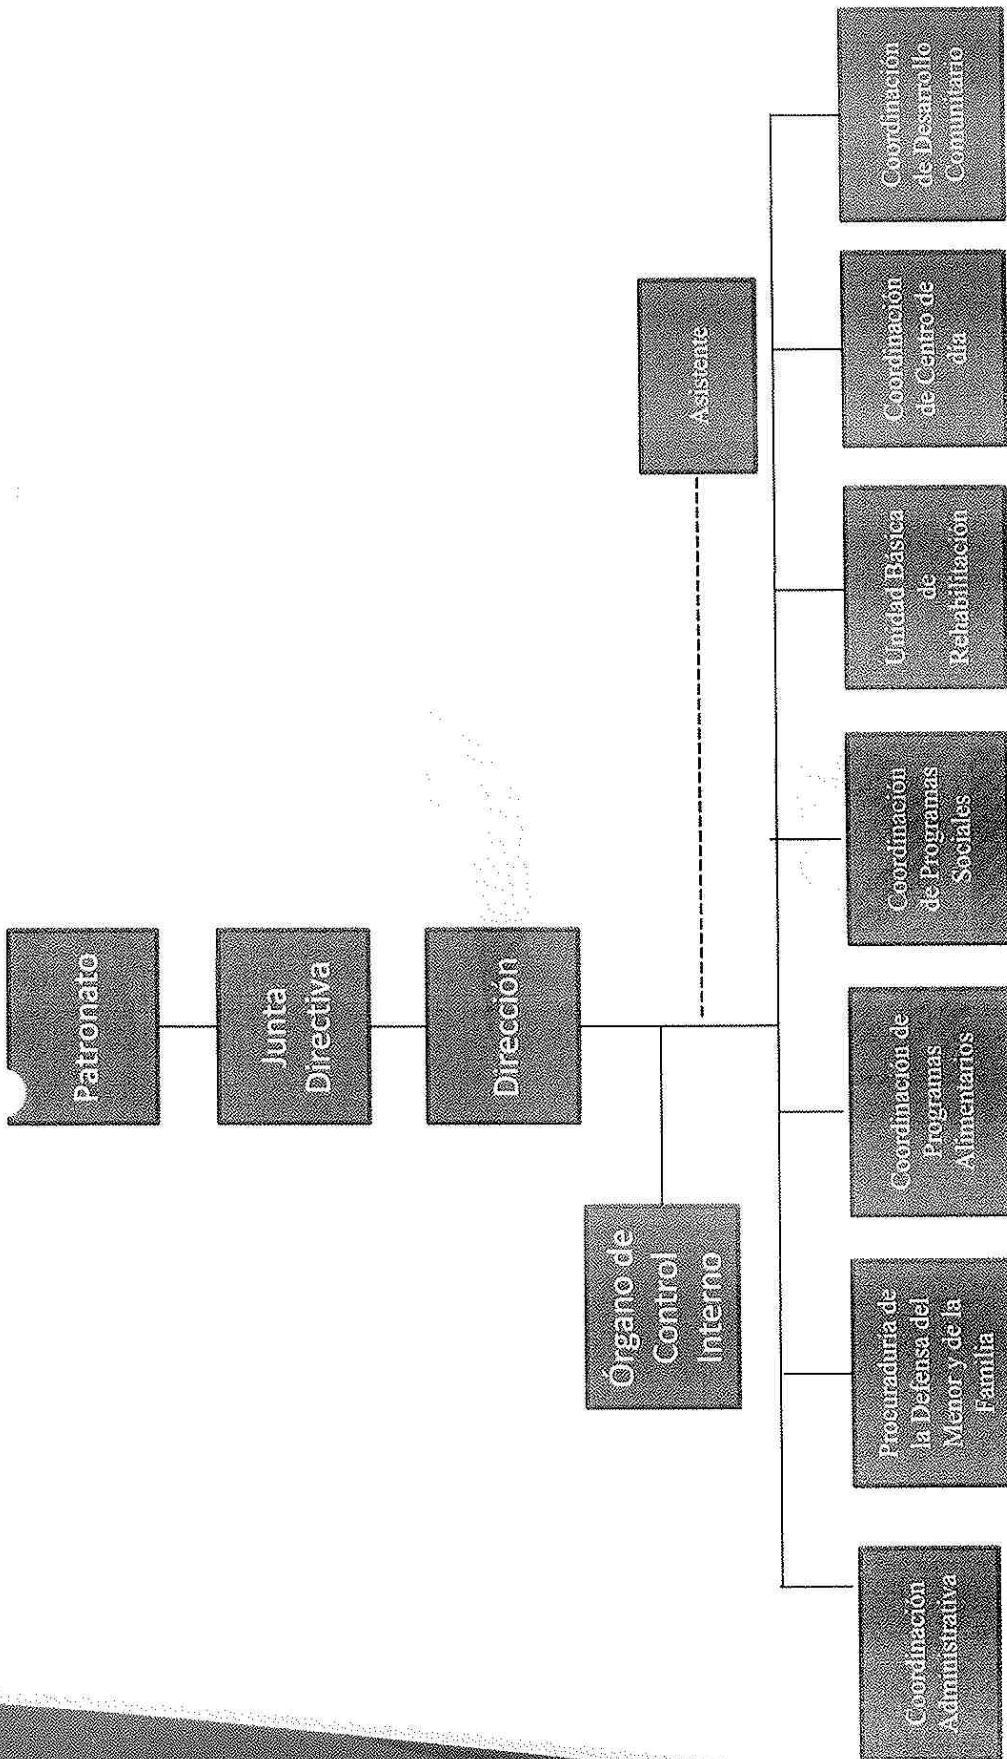 Patronato
Junta
Directiva
Dirección
Órgano de
Control
Interno
Asistente
Coordinación
Administrativa
Procuraduría de
la Defensa del
Menor y de la
Familia
Coordinación de
Programas
Alimentarios
Coordinación
de Programas
Sociales
Unidad Básica
de
Rehabilitación
Coordinación
de Centro de
día
Coordinación
de Desarrollo
Comunitario